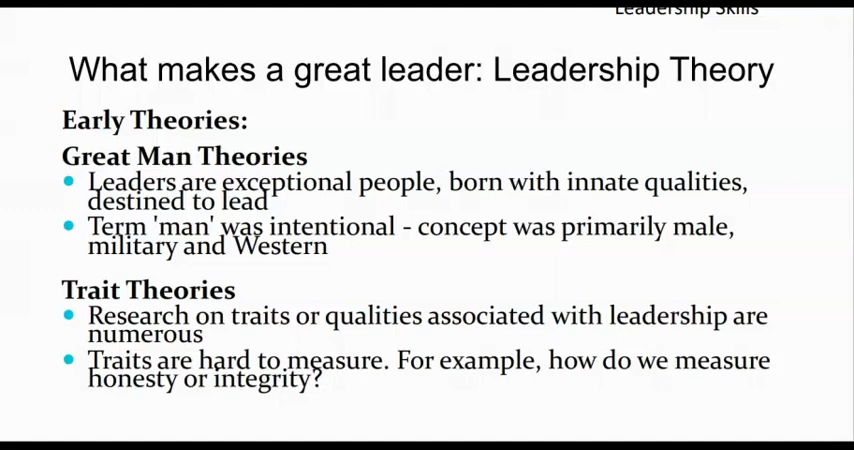 Leadership Skills
What makes a great leader: Leadership Theory
Early Theories:
Great Man Theories
• Leaders are exceptional people, born with innate qualities,
destined to lead
• Term 'man' was intentional - concept was primarily male,
military and Western
Trait Theories
• Research on traits or qualities associated with leadership are
numerous
• Traits are hard to measure. For example, how do we measure
honesty or integrity?